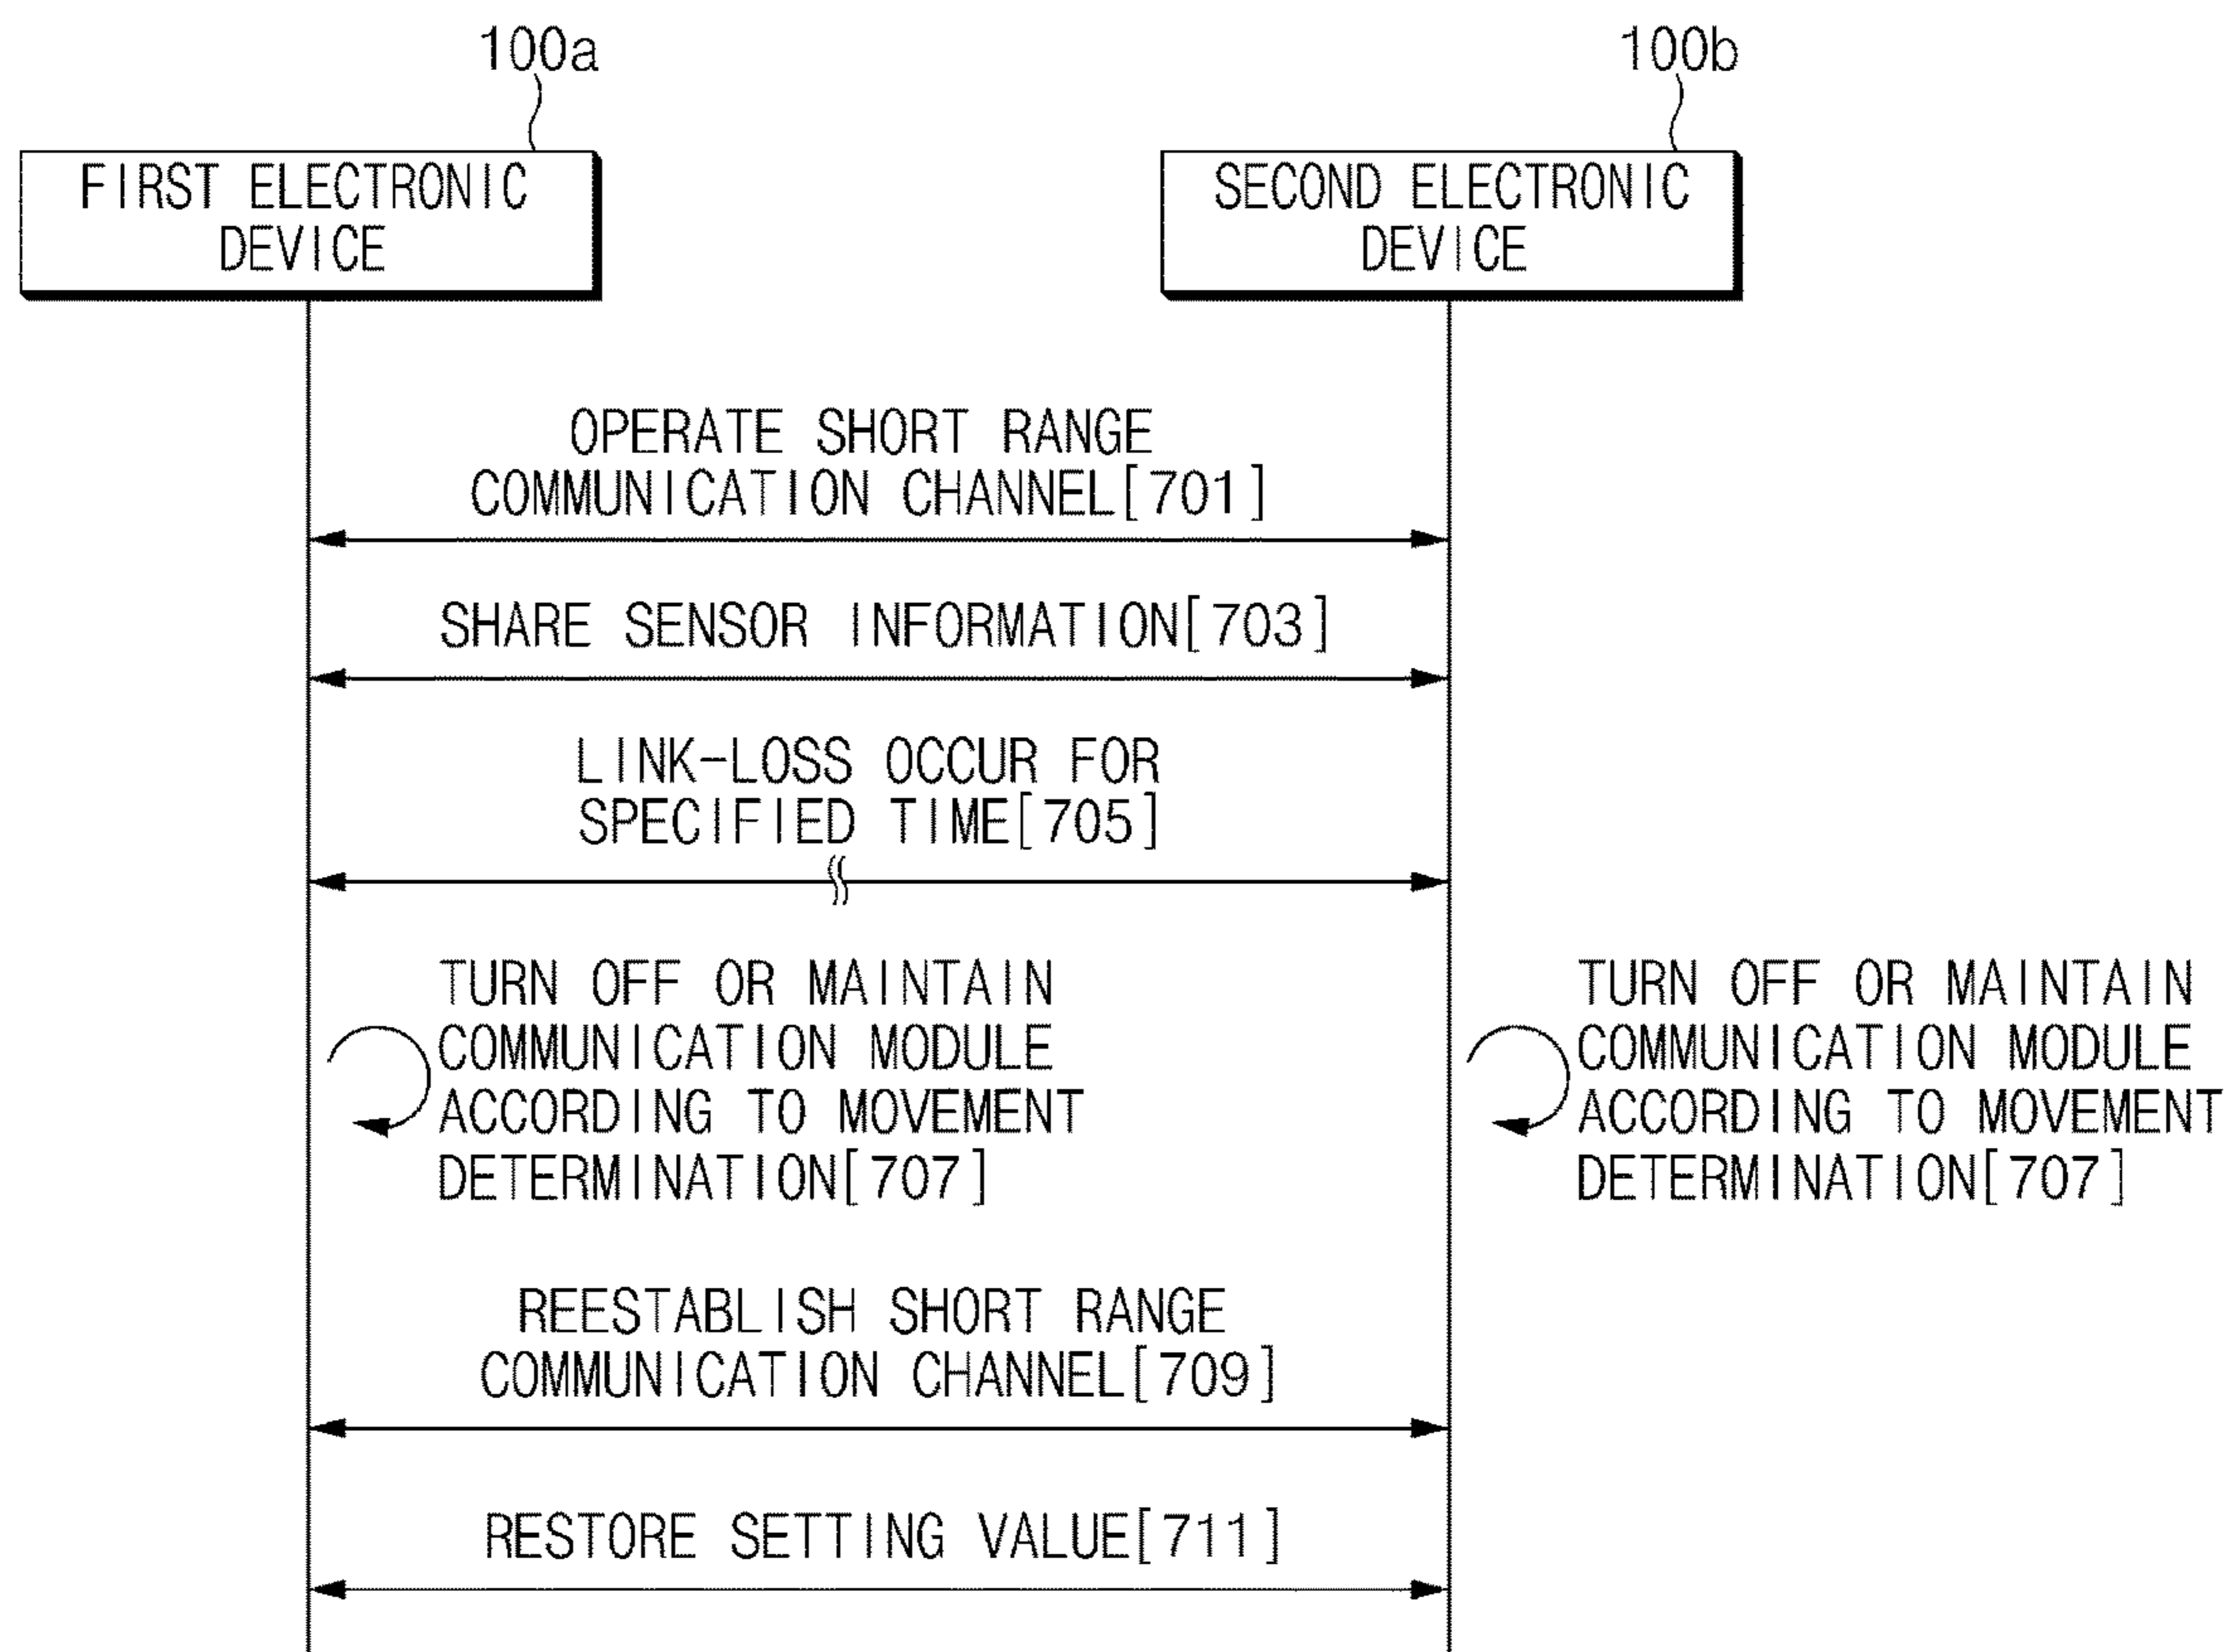 100a
100b
FIRST ELECTRONIC
DEVICE
SECOND ELECTRONIC
DEVICE
OPERATE SHORT RANGE
COMMUNICATION CHANNEL[701]
SHARE SENSOR INFORMATION[703]
LINK-LOSS OCCUR FOR
SPECIFIED TIME[705]
TURN OFF OR MAINTAIN
COMMUNICATION MODULE
ACCORDING TO MOVEMENT
DETERMINATION[707]
TURN OFF OR MAINTAIN
COMMUNICATION MODULE
ACCORDING TO MOVEMENT
DETERMINATION[707]
REESTABLISH SHORT RANGE
COMMUNICATION CHANNEL[709]
RESTORE SETTING VALUE[711]